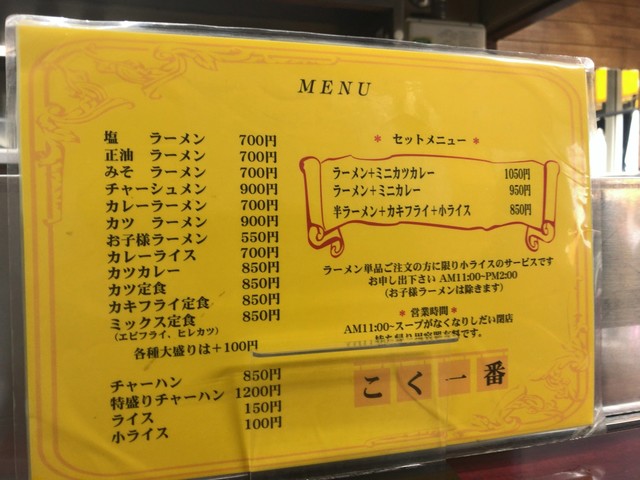 MENU
塩 ラーメン 700円
正油 ラーメン 700円
みそ ラーメン 700円
チャーシュメン 900円
カレーラーメン 700円
カツ ラーメン 900円
お子様ラーメン 550円
カレーライス 700円
カツカレー 850円
カツ定食 850円
カキフライ定食 850円
ミックス定食 850円
(エビフライ、ヒレカツ)
各種大盛りは+100円
チャーハン 850円
特盛りチャーハン 1200円
ライス 150円
小ライス 100円
* セットメニュー *
ラーメン+ミニカツカレー 1050円
ラーメン+ミニカレー 950円
半ラーメン+カキフライ+小ライス 850円
ラーメン単品ご注文の方に限り小ライスのサービスです
お申し出下さい AM11:00~PM2:00
(お子様ラーメンは除きます)
* 営業時間 *
AM11:00~スープがなくなりしだい閉店
です。
こく一番